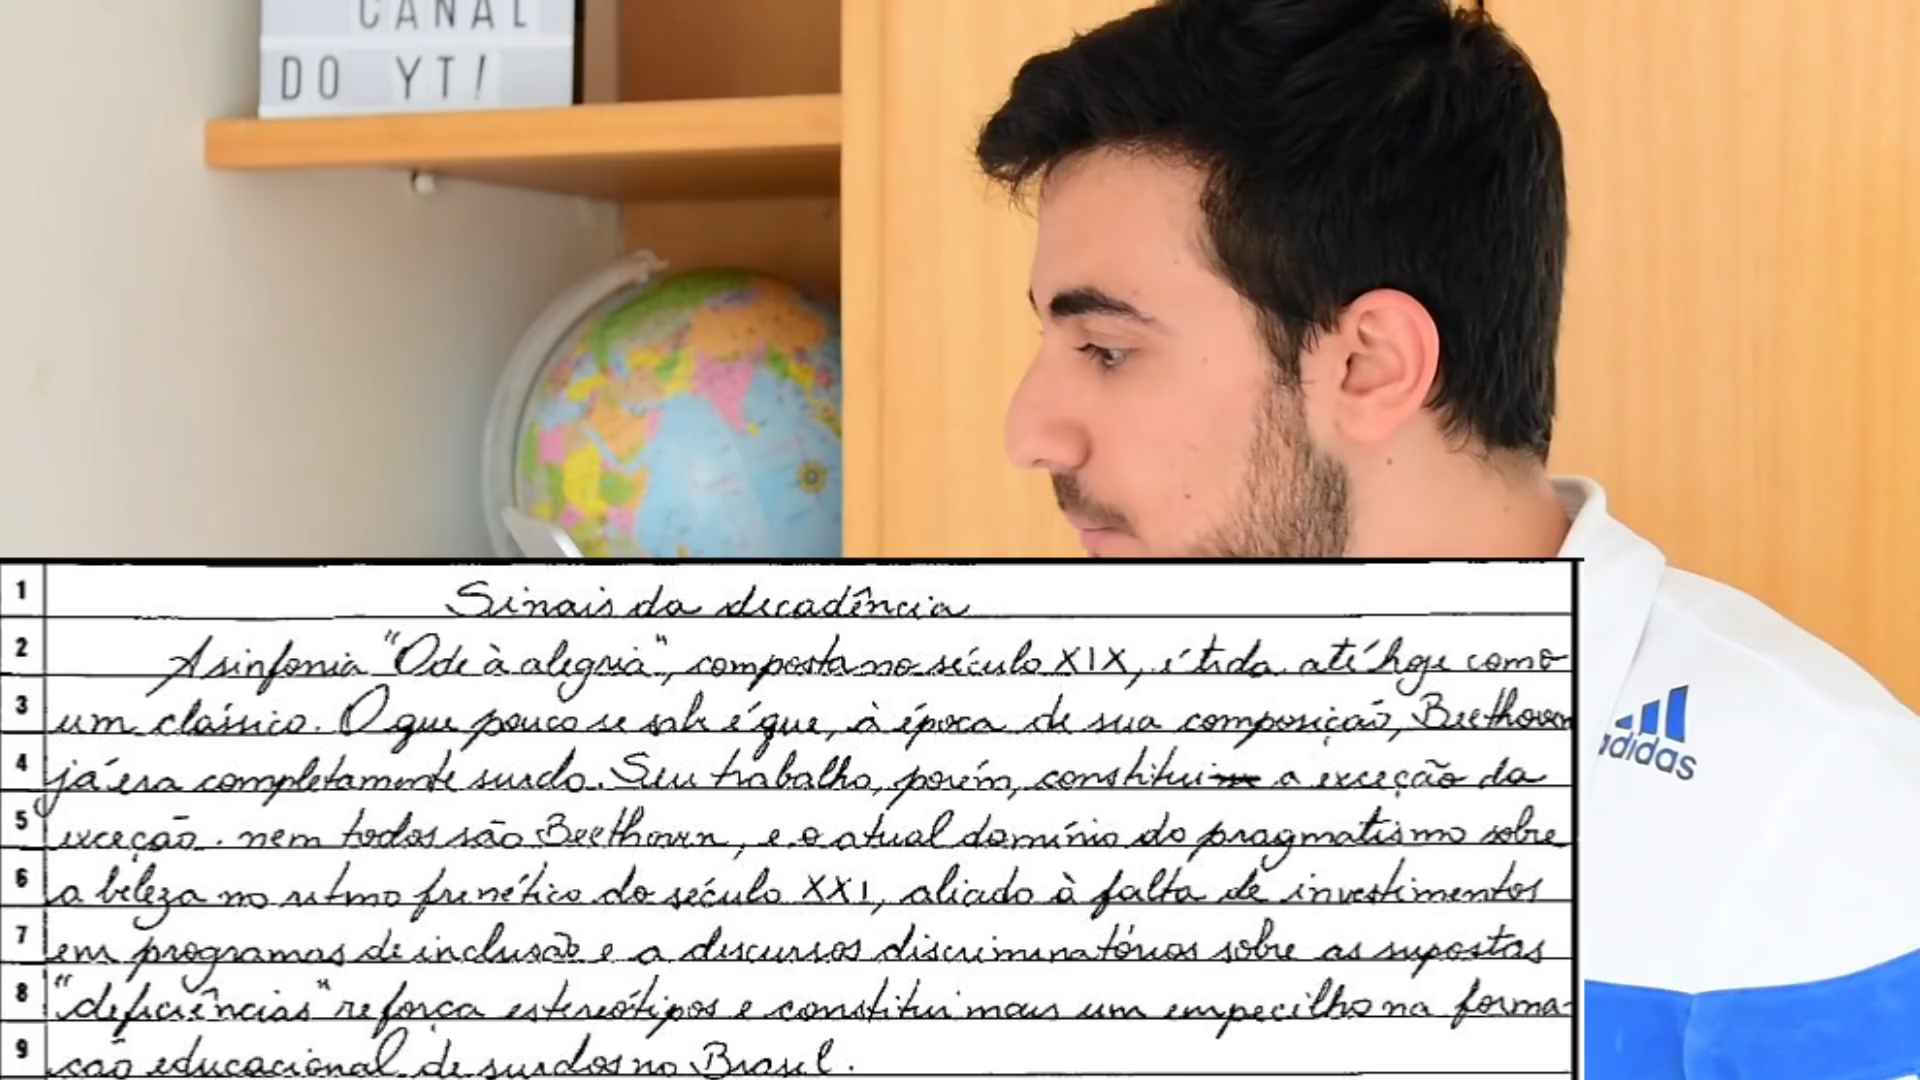 CANAL
DO YT!
adidas
1 Sinais da decadência
2 A sinfonia "Ode à alegria", composta no século XIX, é tida até hoje como
3 um clássico. O que pouco se sabe é que, à época de sua composição, Beethoven
4 já era completamente surdo. Seu trabalho, porém, constitui a exceção da
5 exceção. nem todos são Beethoven, e o atual domínio do pragmatismo sobre
6 a beleza no ritmo frenético do século XXI, aliado à falta de investimentos
7 em programas de inclusão e a discursos discriminatórios sobre as supostas
8 "deficiências" reforça estereótipos e constitui mais um empecilho na forma-
9 ção educacional de surdos no Brasil.